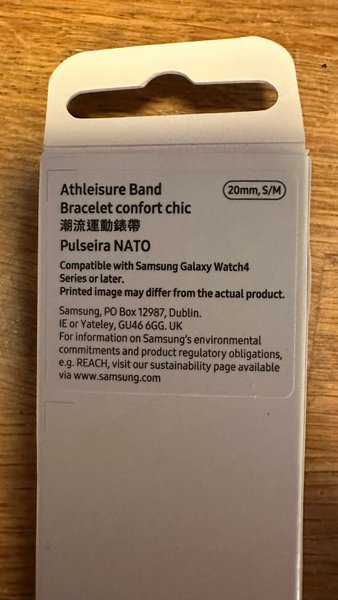 Athleisure Band
20mm, S/M
Bracelet confort chic
潮流運動錶帶
Pulseira NATO
Compatible with Samsung Galaxy Watch4
Series or later.
Printed image may differ from the actual product.
Samsung, PO Box 12987, Dublin.
IE or Yateley, GU46 6GG. UK
For information on Samsung's environmental
commitments and product regulatory obligations,
e.g. REACH, visit our sustainability page available
via www.samsung.com